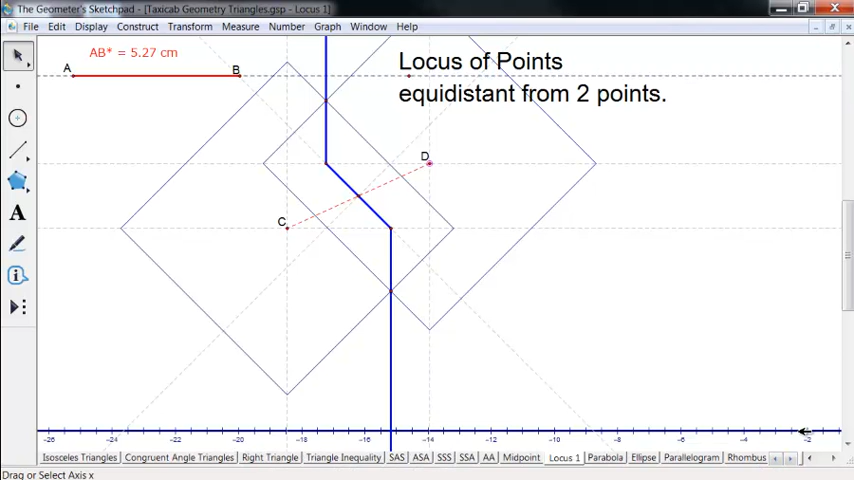 The Geometer's Sketchpad - [Taxicab Geometry Triangles.gsp - Locus 1]
File Edit Display Construct Transform Measure Number Graph Window Help
AB* = 5.27 cm
A
B
Locus of Points
equidistant from 2 points.
D
C
A
-26 -24 -22 -20 -18 -16 -14 -12 -10 -8 -6 -4 -2
Isosceles Triangles Congruent Angle Triangles Right Triangle Triangle Inequality SAS ASA SSS SSA AA Midpoint Locus 1 Parabola Ellipse Parallelogram Rhombus
Drag or Select Axis x